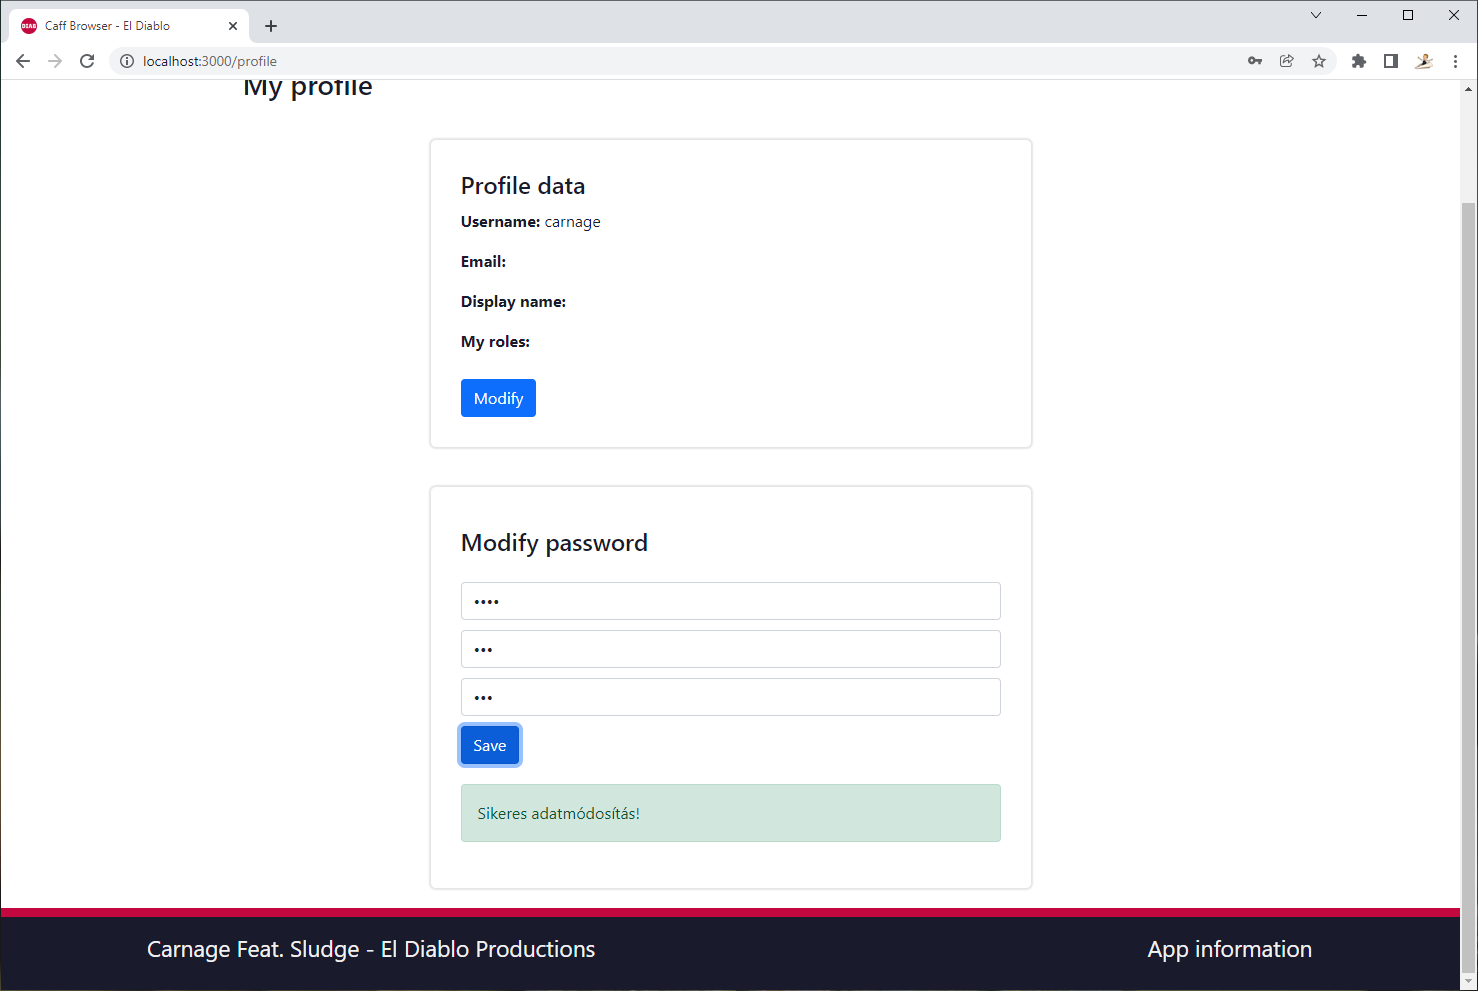 DIAB
Caff Browser - El Diablo
localhost:3000/profile
My profile
Profile data
Username: carnage
Email:
Display name:
My roles:
Modify
Modify password
••••
•••
•••
Save
Sikeres adatmódosítás!
Carnage Feat. Sludge - El Diablo Productions
App information